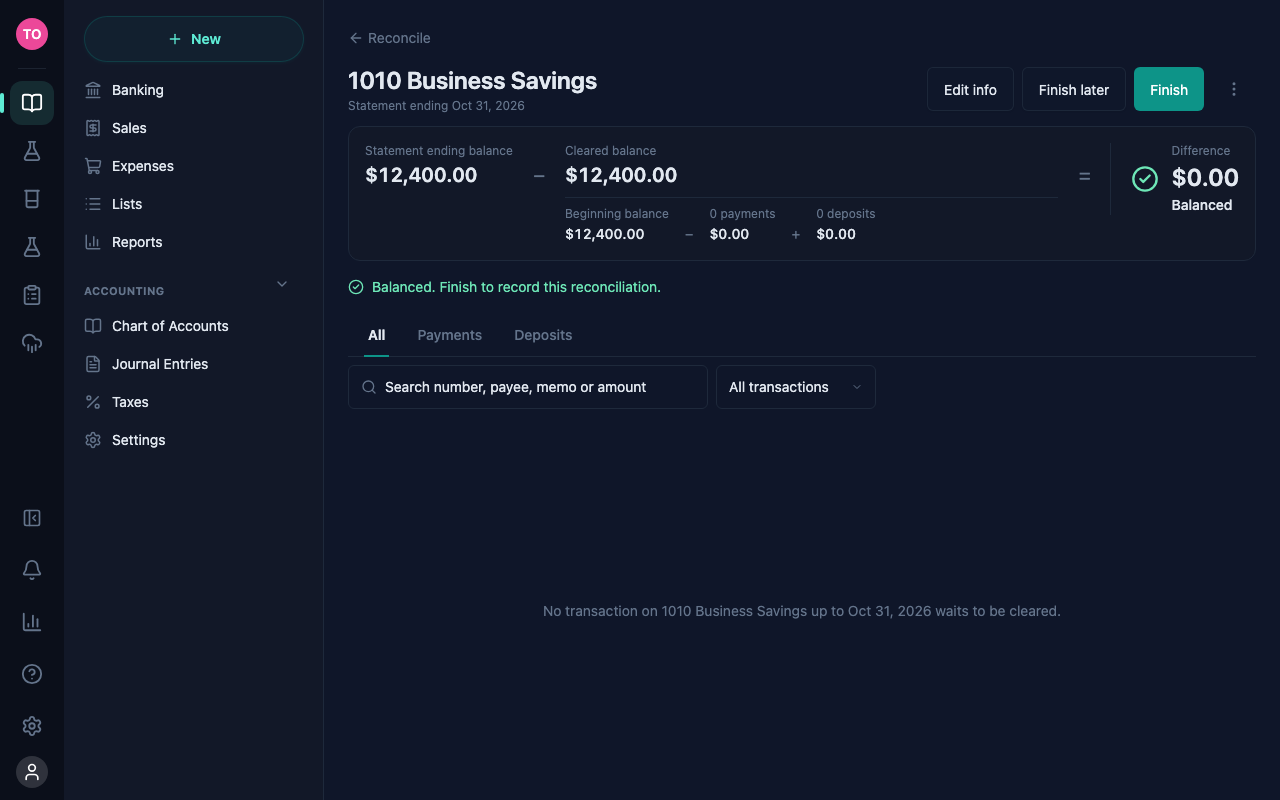 TO
New
Banking
Sales
Expenses
Lists
Reports
ACCOUNTING
Chart of Accounts
Journal Entries
Taxes
Settings
Reconcile
1010 Business Savings
Statement ending Oct 31, 2026
Edit info
Finish later
Finish
Statement ending balance
$12,400.00
–
Cleared balance
$12,400.00
Beginning balance
$12,400.00
–
0 payments
$0.00
+
0 deposits
$0.00
=
Difference
$0.00
Balanced
Balanced. Finish to record this reconciliation.
All
Payments
Deposits
Search number, payee, memo or amount
All transactions
No transaction on 1010 Business Savings up to Oct 31, 2026 waits to be cleared.